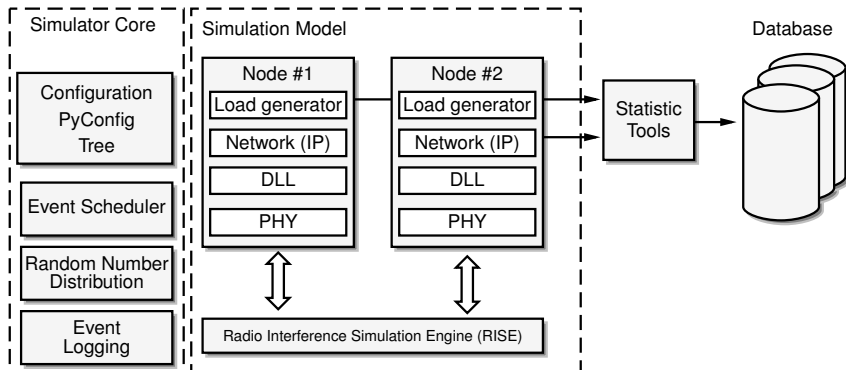 Simulator Core
Configuration
PyConfig
Tree
Event Scheduler
Random Number
Distribution
Event
Logging
Simulation Model
Node #1
Load generator
Network (IP)
DLL
PHY
Node #2
Load generator
Network (IP)
DLL
PHY
Radio Interference Simulation Engine (RISE)
Statistic
Tools
Database